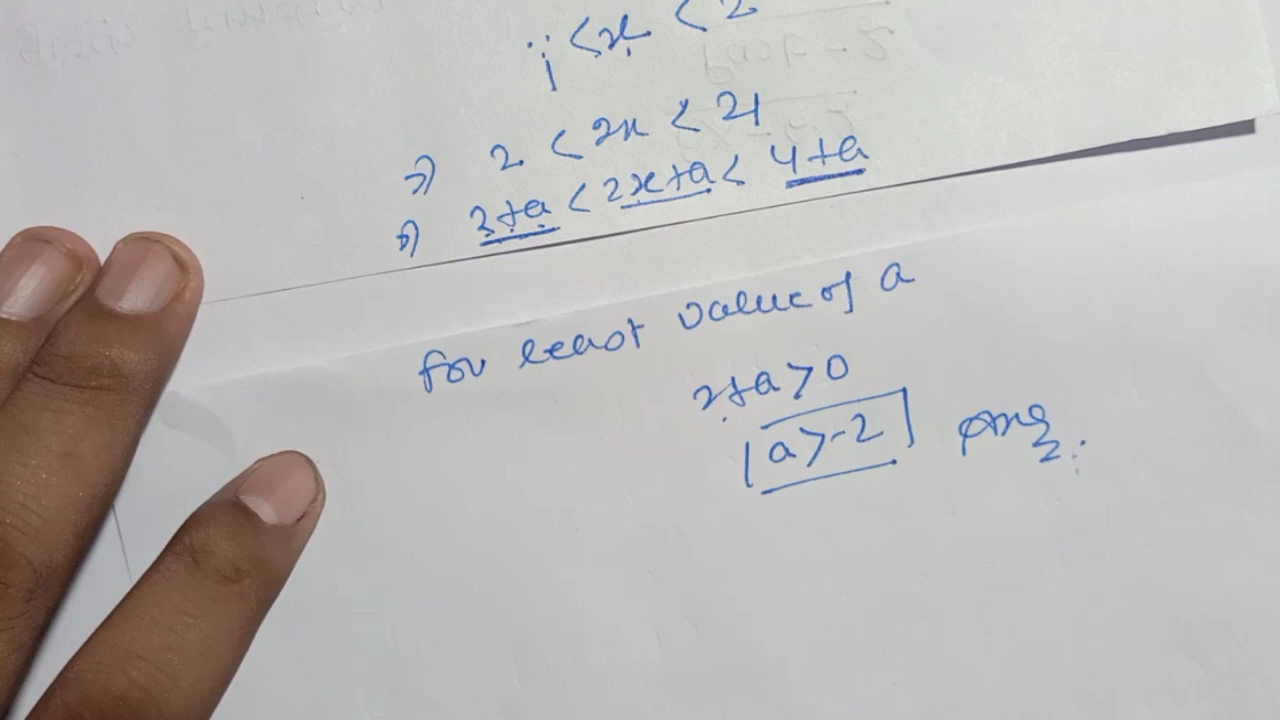 1 < x < 2
⇒) 2 < 2x < 4
⇒) 2+a < 2x+a < 4+a
for least value of a
2+a > 0
a > -2 Ans.